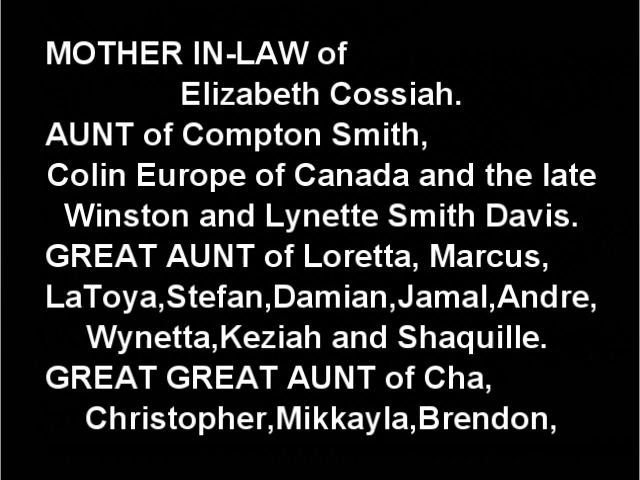 MOTHER IN-LAW of
Elizabeth Cossiah.
AUNT of Compton Smith,
Colin Europe of Canada and the late
Winston and Lynette Smith Davis.
GREAT AUNT of Loretta, Marcus,
LaToya,Stefan,Damian,Jamal,Andre,
Wynetta,Keziah and Shaquille.
GREAT GREAT AUNT of Cha,
Christopher,Mikkayla,Brendon,